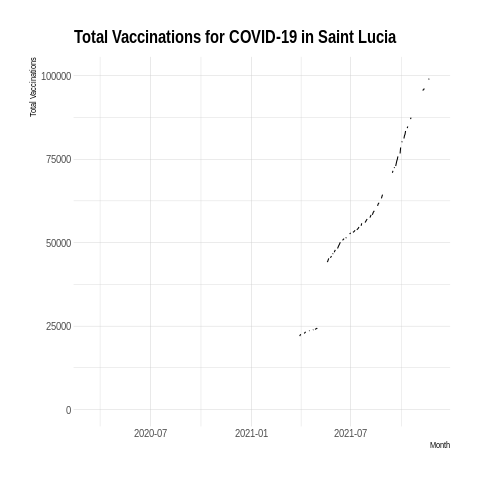 Total Vaccinations for COVID-19 in Saint Lucia
Total Vaccinations
100000
75000
50000
25000
0
2020-07 2021-01 2021-07
Month